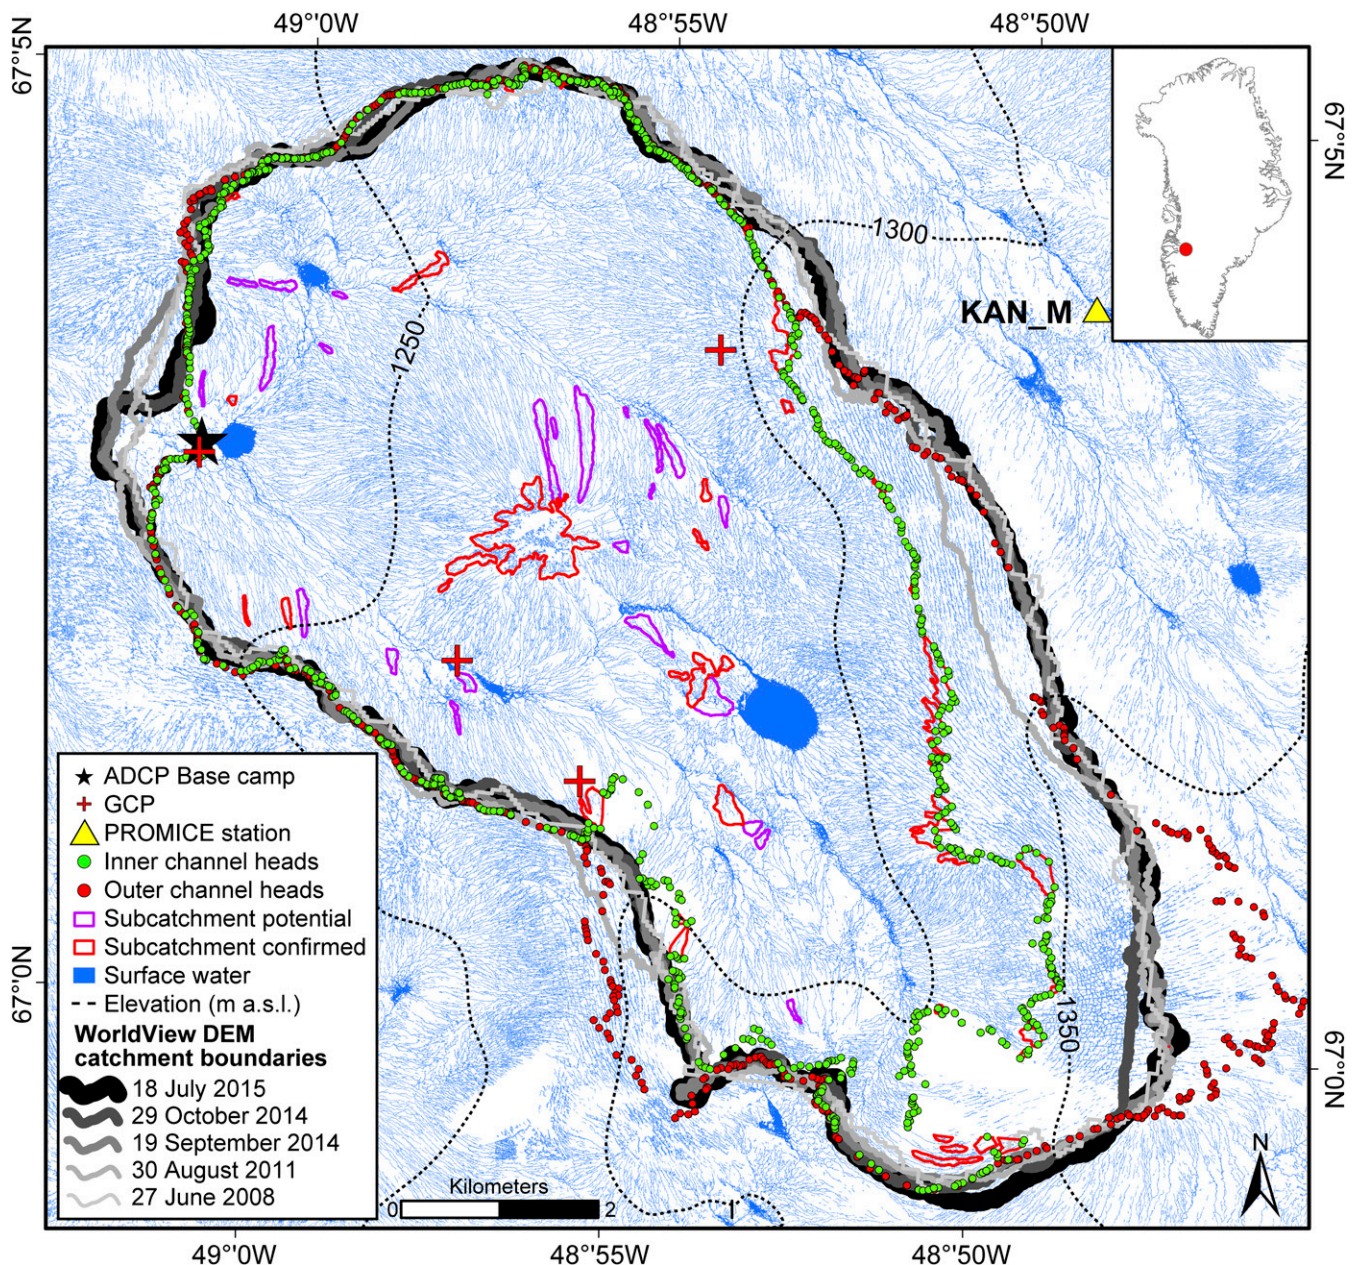 49°0'W
48°55'W
48°50'W
67°5'N
67°5'N
1300
KAN_M
1250
ADCP Base camp
GCP
PROMICE station
Inner channel heads
Outer channel heads
Subcatchment potential
Subcatchment confirmed
Surface water
Elevation (m a.s.l.)
WorldView DEM
catchment boundaries
18 July 2015
29 October 2014
19 September 2014
30 August 2011
27 June 2008
67°0'N
1350
67°0'N
N
Kilometers
0
2
49°0'W
48°55'W
48°50'W